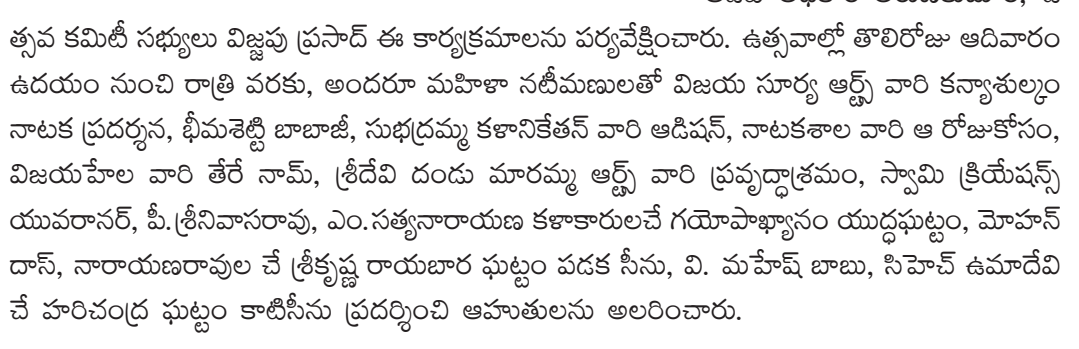 త్సవ కమిటీ సభ్యులు విజ్జపు ప్రసాద్ ఈ కార్యక్రమాలను పర్యవేక్షించారు. ఉత్సవాల్లో తొలిరోజు ఆదివారం
ఉదయం నుంచి రాత్రి వరకు, అందరూ మహిళా నటీమణులతో విజయ సూర్య ఆర్ట్స్ వారి కన్యాశుల్కం
నాటక ప్రదర్శన, భీమశెట్టి బాబాజీ, సుభద్రమ్మ కళానికేతన్ వారి ఆడిషన్, నాటకశాల వారి ఆ రోజుకోసం,
విజయహేల వారి తేరే నామ్, శ్రీదేవి దండు మారమ్మ ఆర్ట్స్ వారి ప్రవృద్ధాశ్రమం, స్వామి క్రియేషన్స్
యువరానర్, పీ.శ్రీనివాసరావు, ఎం.సత్యనారాయణ కళాకారులచే గయోపాఖ్యానం యుద్ధఘట్టం, మోహన్
దాస్, నారాయణరావుల చే శ్రీకృష్ణ రాయబార ఘట్టం పడక సీను, వి. మహేష్ బాబు, సిహెచ్ ఉమాదేవి
చే హరిచంద్ర ఘట్టం కాటిసీను ప్రదర్శించి ఆహుతులను అలరించారు.